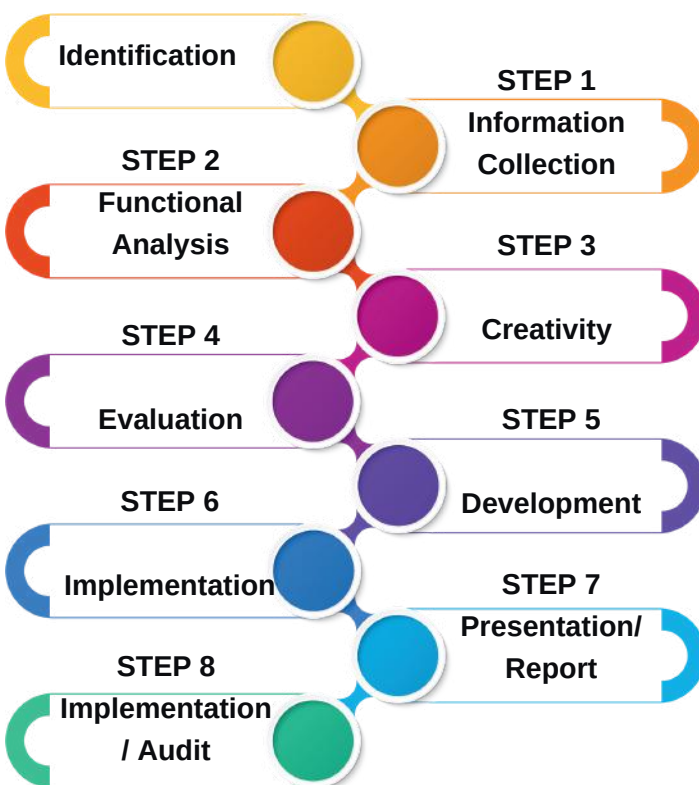 Identification
STEP 1
Information
Collection
STEP 2
Functional
Analysis
STEP 3
Creativity
STEP 4
Evaluation
STEP 5
Development
STEP 6
Implementation
STEP 7
Presentation/
Report
STEP 8
Implementation
/ Audit